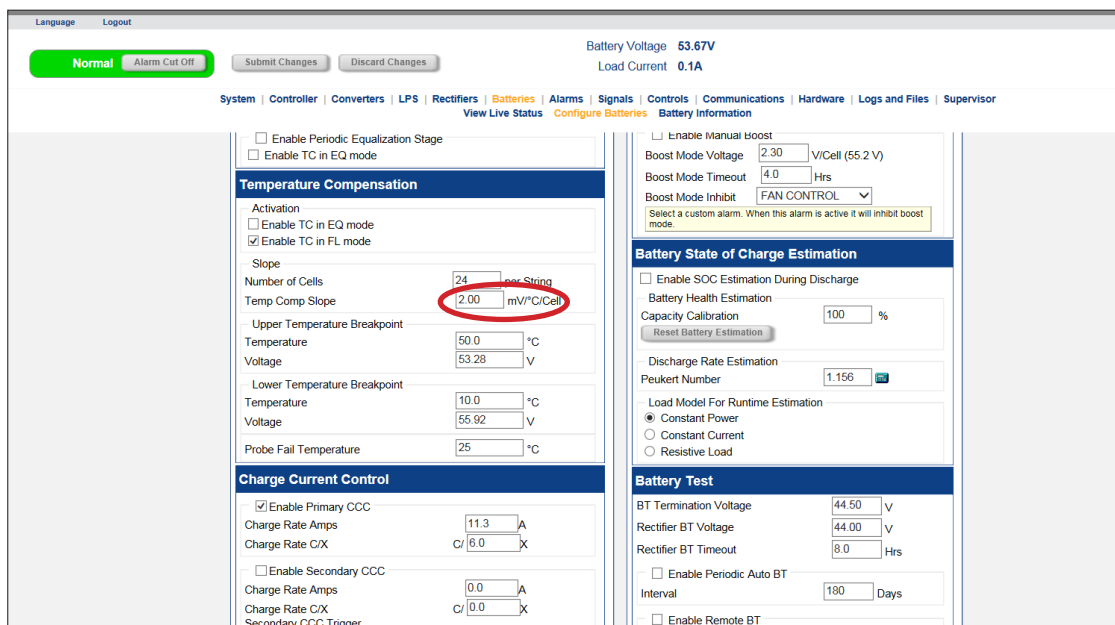 Language Logout
Battery Voltage 53.67V
Normal Alarm Cut Off Submit Changes Discard Changes
Load Current 0.1A
System | Controller | Converters | LPS | Rectifiers | Batteries | Alarms | Signals | Controls | Communications | Hardware | Logs and Files | Supervisor
View Live Status Configure Batteries Battery Information
Enable Periodic Equalization Stage
Enable TC in EQ mode
Temperature Compensation
Activation
Enable TC in EQ mode
Enable TC in FL mode
Slope
Number of Cells 24 per String
Temp Comp Slope 2.00 mV/°C/Cell
Upper Temperature Breakpoint
Temperature 50.0 °C
Voltage 53.28 V
Lower Temperature Breakpoint
Temperature 10.0 °C
Voltage 55.92 V
Probe Fail Temperature 25 °C
Charge Current Control
Enable Primary CCC
Charge Rate Amps 11.3 A
Charge Rate C/X C/ 6.0 X
Enable Secondary CCC
Charge Rate Amps 0.0 A
Charge Rate C/X C/ 0.0 X
Secondary CCC Trigger
Enable Manual Boost
Boost Mode Voltage 2.30 V/Cell (55.2 V)
Boost Mode Timeout 4.0 Hrs
Boost Mode Inhibit FAN CONTROL
Select a custom alarm. When this alarm is active it will inhibit boost
mode.
Battery State of Charge Estimation
Enable SOC Estimation During Discharge
Battery Health Estimation
Capacity Calibration 100 %
Reset Battery Estimation
Discharge Rate Estimation
Peukert Number 1.156
Load Model For Runtime Estimation
Constant Power
Constant Current
Resistive Load
Battery Test
BT Termination Voltage 44.50 V
Rectifier BT Voltage 44.00 V
Rectifier BT Timeout 8.0 Hrs
Enable Periodic Auto BT
Interval 180 Days
Enable Remote BT